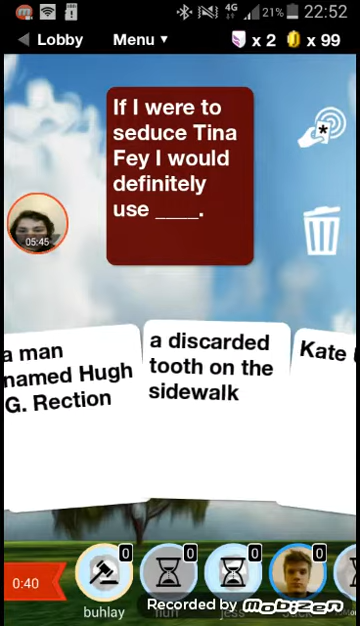 4G 21% 22:52
Lobby Menu x 2 x 99
If I were to
seduce Tina
Fey I would
definitely
use ____.
05:45
a man
named Hugh
G. Rection
a discarded
tooth on the
sidewalk
Kate
0 0 0 0
0:40
buhlay
Recorded by mobizen